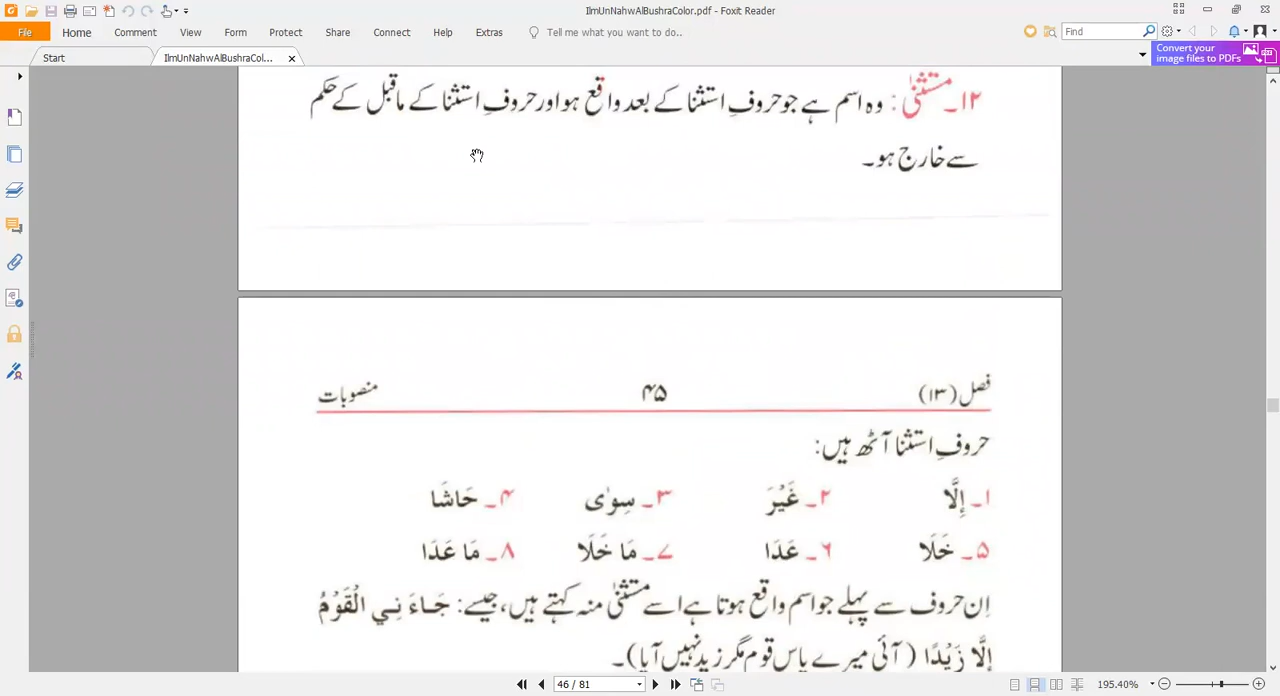 IlmUnNahwAlBushraColor.pdf - Foxit Reader
File Home Comment View Form Protect Share Connect Help Extras Tell me what you want to do.. Find
Start IlmUnNahwAlBushraCol... Convert your
image files to PDFs
۱۲۔ مستثنیٰ: وہ اسم ہے جو حروفِ استثنا کے بعد واقع ہو اور حروفِ استثنا کے ماقبل کے حکم
سے خارج ہو۔
فصل (۱۳) ۴۵ منصوبات
حروفِ استثنا آٹھ ہیں:
۱۔ إِلَّا ۲۔ غَيْرَ ۳۔ سِوٰى ۴۔ حَاشَا
۵۔ خَلَا ۶۔ عَدَا ۷۔ مَا خَلَا ۸۔ مَا عَدَا
اِن حروف سے پہلے جو اسم واقع ہوتا ہے اسے مستثنیٰ منہ کہتے ہیں، جیسے: جَاءَنِي الْقَوْمُ
إِلَّا زَيْدًا (آئی میرے پاس قوم مگر زید نہیں آیا)۔
46 / 81 195.40%